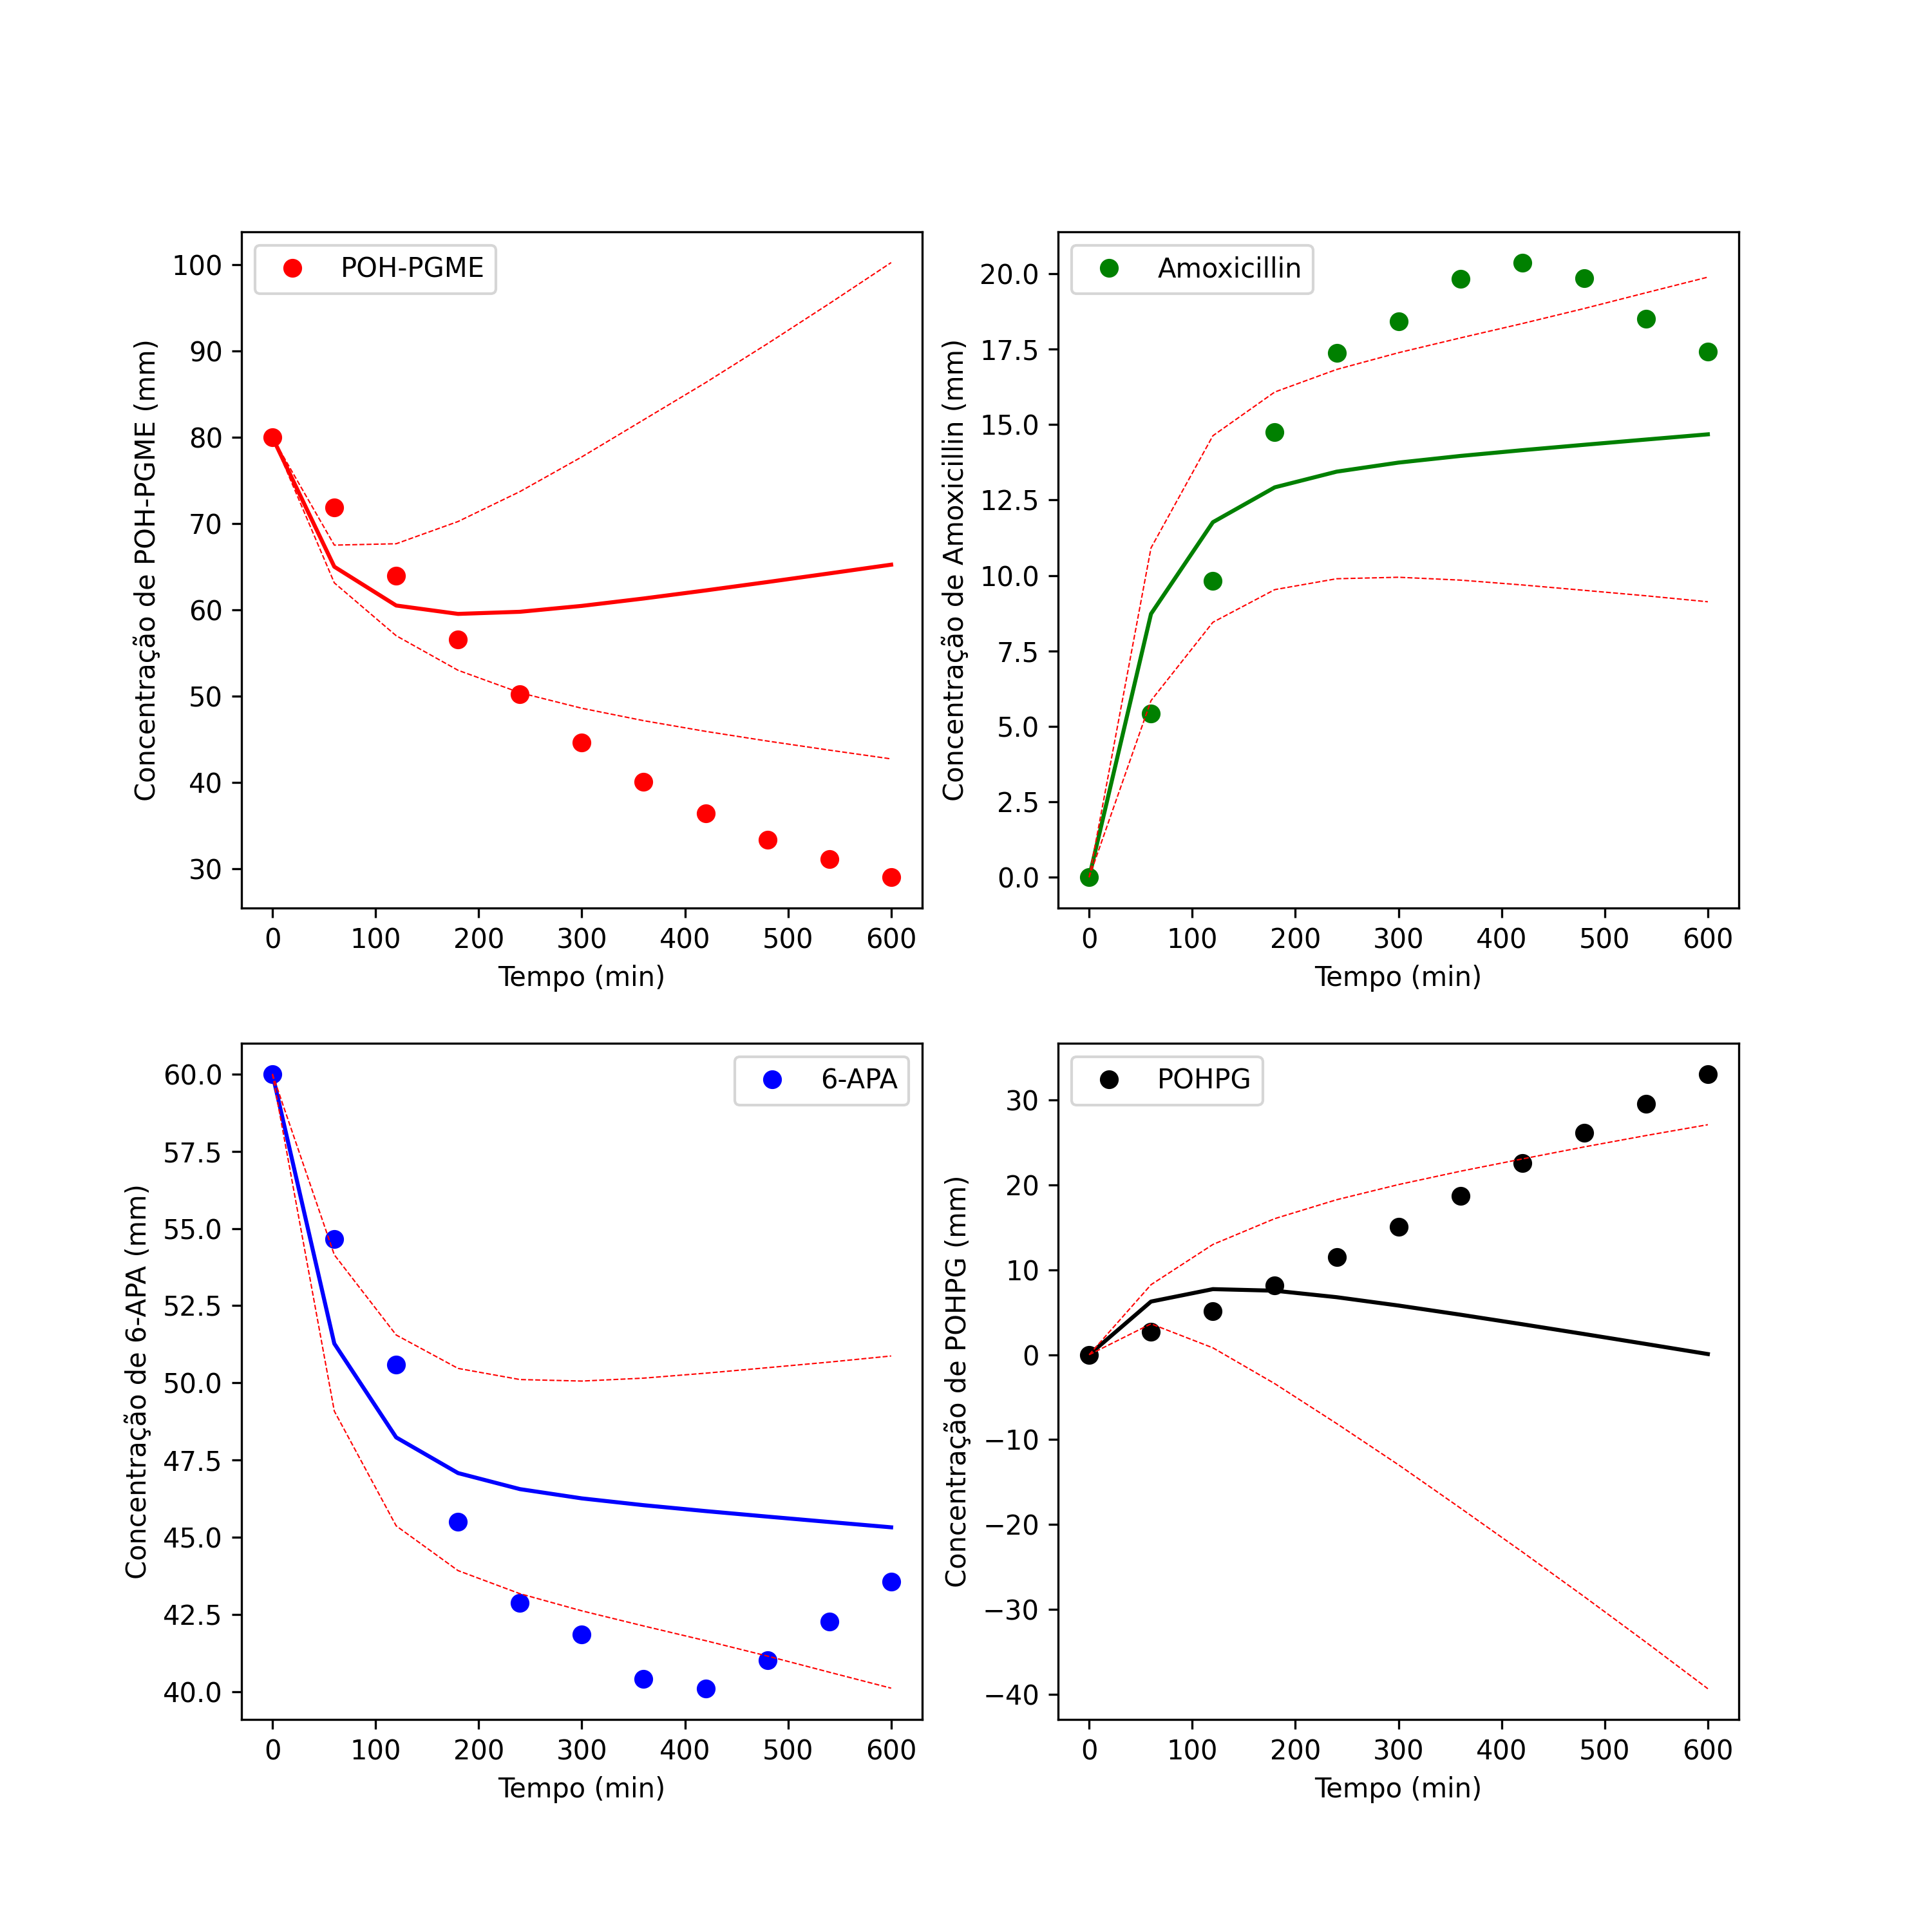 POH-PGME
100
90
80
70
60
50
40
30
Concentração de POH-PGME (mm)
0 100 200 300 400 500 600
Tempo (min)
Amoxicillin
20.0
17.5
15.0
12.5
10.0
7.5
5.0
2.5
0.0
Concentração de Amoxicillin (mm)
0 100 200 300 400 500 600
Tempo (min)
6-APA
60.0
57.5
55.0
52.5
50.0
47.5
45.0
42.5
40.0
Concentração de 6-APA (mm)
0 100 200 300 400 500 600
Tempo (min)
POHPG
30
20
10
0
−10
−20
−30
−40
Concentração de POHPG (mm)
0 100 200 300 400 500 600
Tempo (min)